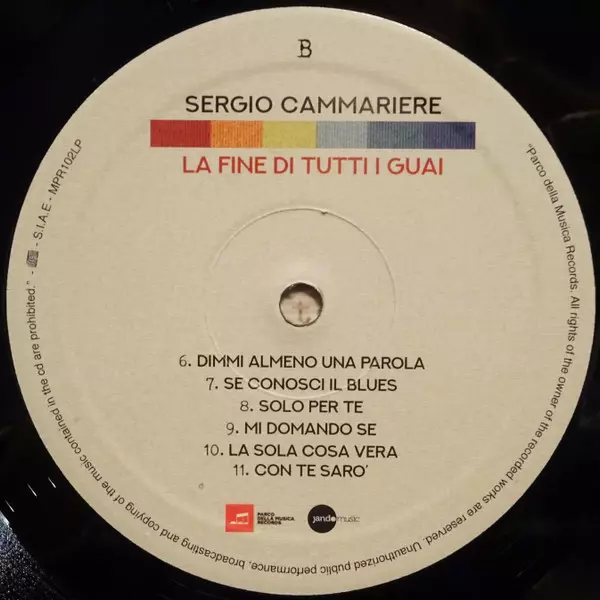 B
SERGIO CAMMARIERE
LA FINE DI TUTTI I GUAI
6. DIMMI ALMENO UNA PAROLA
7. SE CONOSCI IL BLUES
8. SOLO PER TE
9. MI DOMANDO SE
10. LA SOLA COSA VERA
11. CON TE SARO'
PARCO
DELLA MUSICA
RECORDS
jandomusic
"Parco della Musica Records. All rights of the owner of the recorded works are reserved. Unauthorized public performance, broadcasting and copying of the music contained in the cd are prohibited." - S.I.A.E - MPR102LP